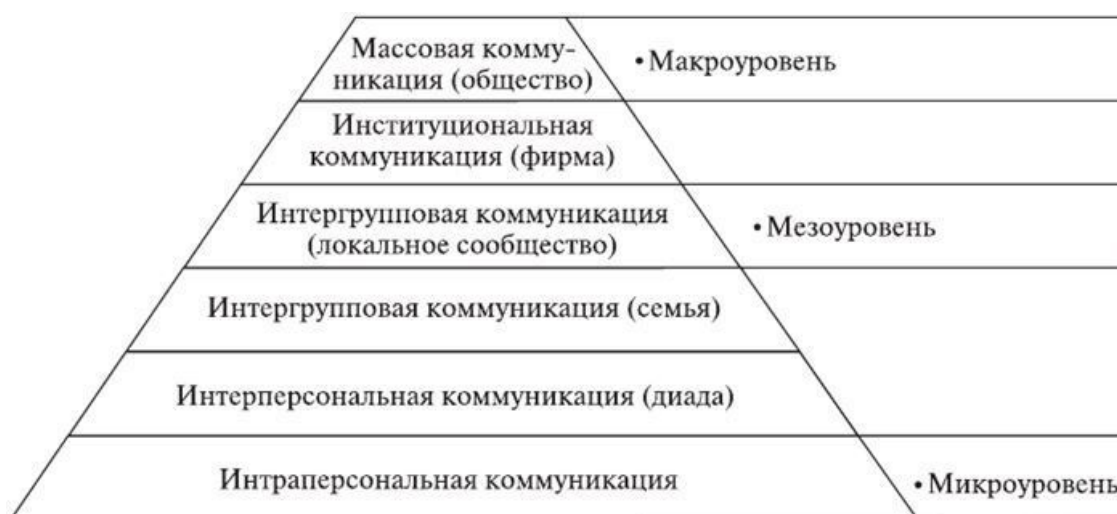 Массовая комму-
никация (общество)
• Макроуровень
Институциональная
коммуникация (фирма)
Интергрупповая коммуникация
(локальное сообщество)
• Мезоуровень
Интергрупповая коммуникация (семья)
Интерперсональная коммуникация (диада)
Интраперсональная коммуникация
• Микроуровень